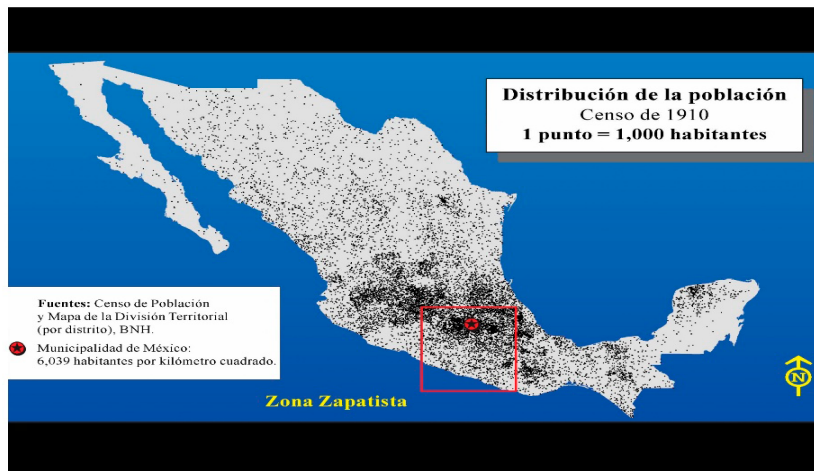 Distribución de la población
Censo de 1910
1 punto = 1,000 habitantes
Fuentes: Censo de Población
y Mapa de la División Territorial
(por distrito), BNH.
Municipalidad de México:
6,039 habitantes por kilómetro cuadrado.
Zona Zapatista
N